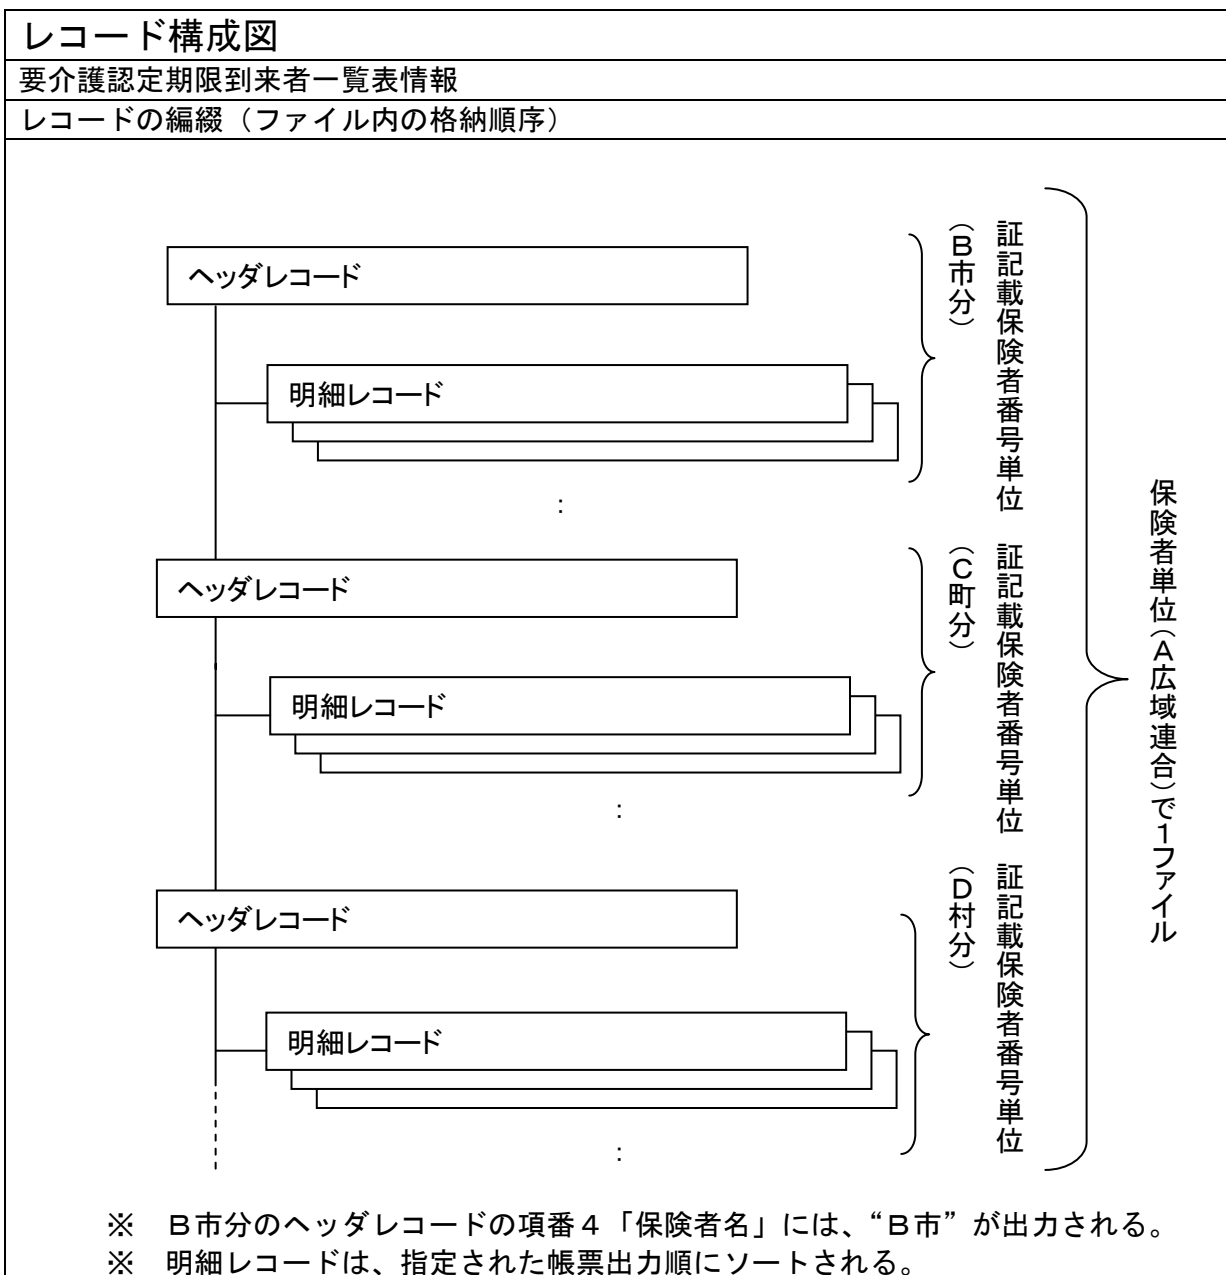 レコード構成図
要介護認定期限到来者一覧表情報
レコードの編綴（ファイル内の格納順序）
ヘッダレコード
明細レコード
：
証記載保険者番号単位
（Ｂ市分）
ヘッダレコード
明細レコード
：
証記載保険者番号単位
（Ｃ町分）
ヘッダレコード
明細レコード
：
証記載保険者番号単位
（Ｄ村分）
保険者単位（Ａ広域連合）で１ファイル
※　Ｂ市分のヘッダレコードの項番４「保険者名」には、“Ｂ市”が出力される。
※　明細レコードは、指定された帳票出力順にソートされる。